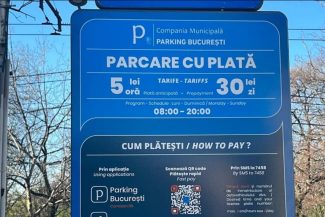 Compania Municipală
PARKING BUCUREȘTI
PARCARE CU PLATĂ
5 lei oră TARIFE - TARIFFS 30 lei zi
Plată anticipată - Prepayment
Program - Schedule: Luni - Duminică / Monday - Sunday
08:00 - 20:00
CUM PLĂTEȘTI / HOW TO PAY ?
Prin aplicație
Using applications
Scanează QR code
Plătește rapid
Fast pay
Prin SMS la 7458
By SMS to 7458
Parking
București